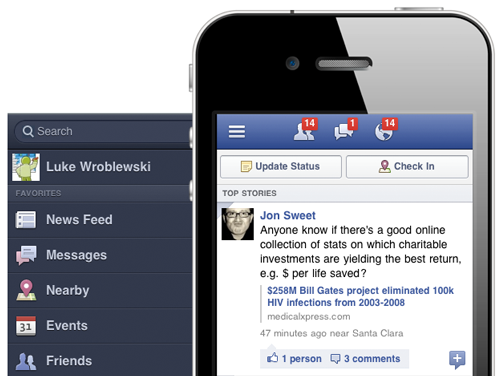 Search
Luke Wroblewski
FAVORITES
News Feed
Messages
Nearby
31
Events
Friends
14
1
14
Update Status
Check In
TOP STORIES
Jon Sweet
Anyone know if there's a good online
collection of stats on which charitable
investments are yielding the best return,
e.g. $ per life saved?
$258M Bill Gates project eliminated 100k
HIV infections from 2003-2008
medicalxpress.com
47 minutes ago near Santa Clara
1 person
3 comments